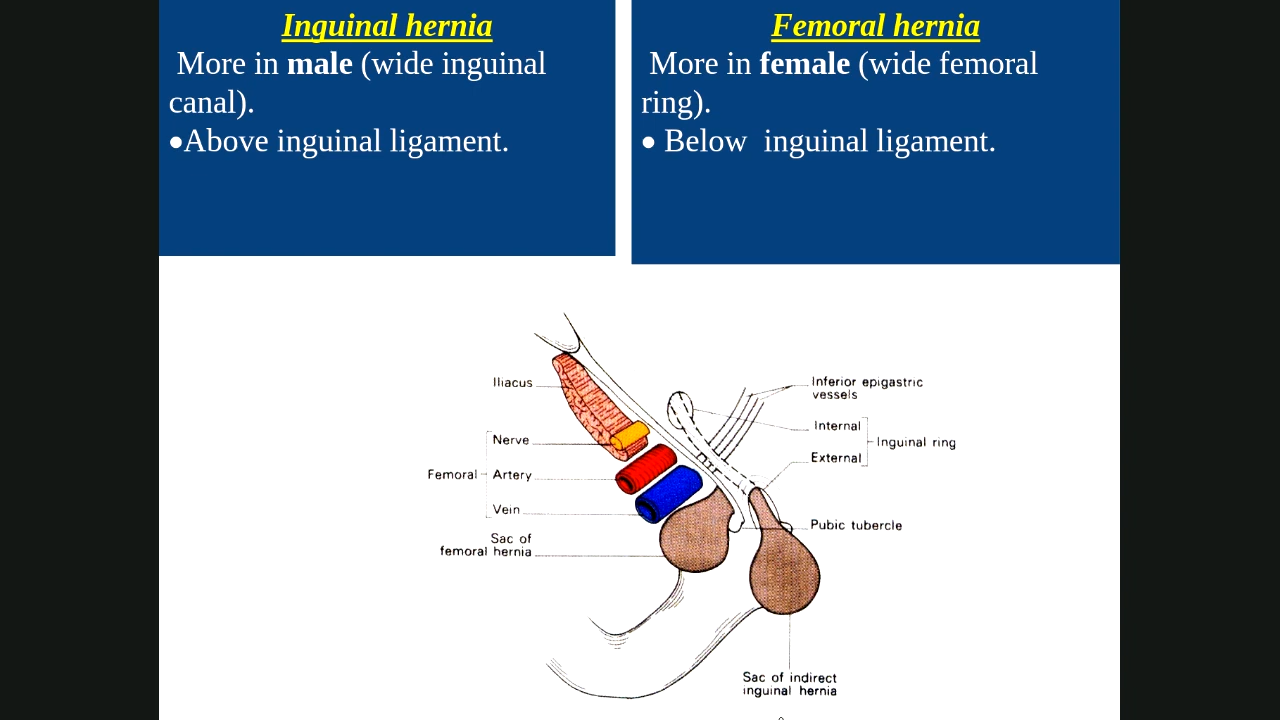 Inguinal hernia
More in male (wide inguinal
canal).
•Above inguinal ligament.
Femoral hernia
More in female (wide femoral
ring).
• Below  inguinal ligament.
Iliacus
Nerve
Femoral
Artery
Vein
Sac of
femoral hernia
Inferior epigastric
vessels
Internal
Inguinal ring
External
Pubic tubercle
Sac of indirect
inguinal hernia